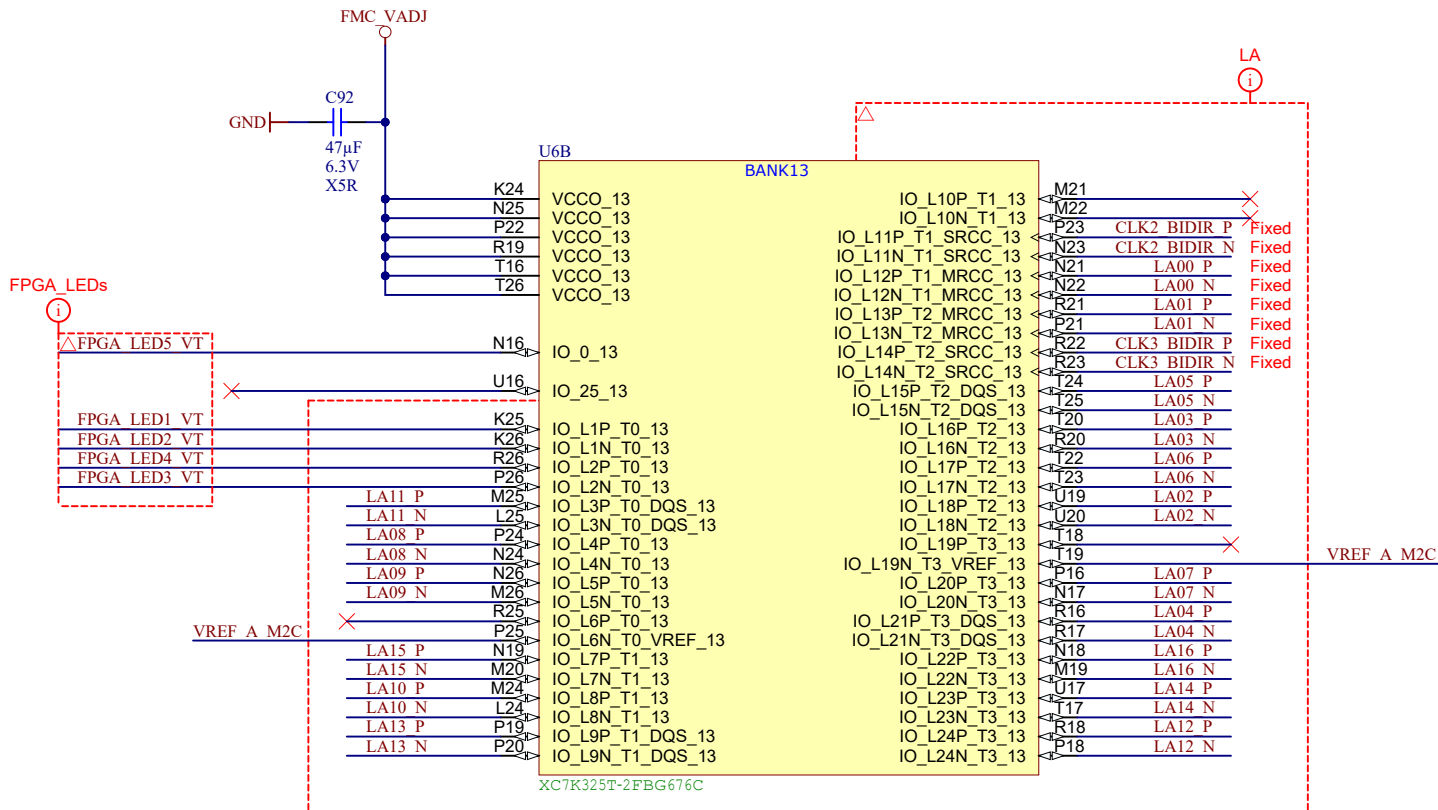 FMC_VADJ
LA
i
C92
GND
47µF
6.3V
X5R
U6B
BANK13
K24 VCCO_13
N25 VCCO_13
P22 VCCO_13
R19 VCCO_13
T16 VCCO_13
T26 VCCO_13
FPGA_LEDs
i
FPGA_LED5_VT N16 IO_0_13
U16 IO_25_13
FPGA_LED1_VT K25 IO_L1P_T0_13
FPGA_LED2_VT K26 IO_L1N_T0_13
FPGA_LED4_VT R26 IO_L2P_T0_13
FPGA_LED3_VT P26 IO_L2N_T0_13
LA11_P M25 IO_L3P_T0_DQS_13
LA11_N L25 IO_L3N_T0_DQS_13
LA08_P P24 IO_L4P_T0_13
LA08_N N24 IO_L4N_T0_13
LA09_P N26 IO_L5P_T0_13
LA09_N M26 IO_L5N_T0_13
R25 IO_L6P_T0_13
VREF_A_M2C P25 IO_L6N_T0_VREF_13
LA15_P N19 IO_L7P_T1_13
LA15_N M20 IO_L7N_T1_13
LA10_P M24 IO_L8P_T1_13
LA10_N L24 IO_L8N_T1_13
LA13_P P19 IO_L9P_T1_DQS_13
LA13_N P20 IO_L9N_T1_DQS_13
IO_L10P_T1_13 M21
IO_L10N_T1_13 M22
IO_L11P_T1_SRCC_13 P23 CLK2_BIDIR_P Fixed
IO_L11N_T1_SRCC_13 N23 CLK2_BIDIR_N Fixed
IO_L12P_T1_MRCC_13 N21 LA00_P Fixed
IO_L12N_T1_MRCC_13 N22 LA00_N Fixed
IO_L13P_T2_MRCC_13 R21 LA01_P Fixed
IO_L13N_T2_MRCC_13 P21 LA01_N Fixed
IO_L14P_T2_SRCC_13 R22 CLK3_BIDIR_P Fixed
IO_L14N_T2_SRCC_13 R23 CLK3_BIDIR_N Fixed
IO_L15P_T2_DQS_13 T24 LA05_P
IO_L15N_T2_DQS_13 T25 LA05_N
IO_L16P_T2_13 T20 LA03_P
IO_L16N_T2_13 R20 LA03_N
IO_L17P_T2_13 T22 LA06_P
IO_L17N_T2_13 T23 LA06_N
IO_L18P_T2_13 U19 LA02_P
IO_L18N_T2_13 U20 LA02_N
IO_L19P_T3_13 T18
IO_L19N_T3_VREF_13 T19 VREF_A_M2C
IO_L20P_T3_13 P16 LA07_P
IO_L20N_T3_13 N17 LA07_N
IO_L21P_T3_DQS_13 R16 LA04_P
IO_L21N_T3_DQS_13 R17 LA04_N
IO_L22P_T3_13 N18 LA16_P
IO_L22N_T3_13 M19 LA16_N
IO_L23P_T3_13 U17 LA14_P
IO_L23N_T3_13 T17 LA14_N
IO_L24P_T3_13 R18 LA12_P
IO_L24N_T3_13 P18 LA12_N
XC7K325T-2FBG676C